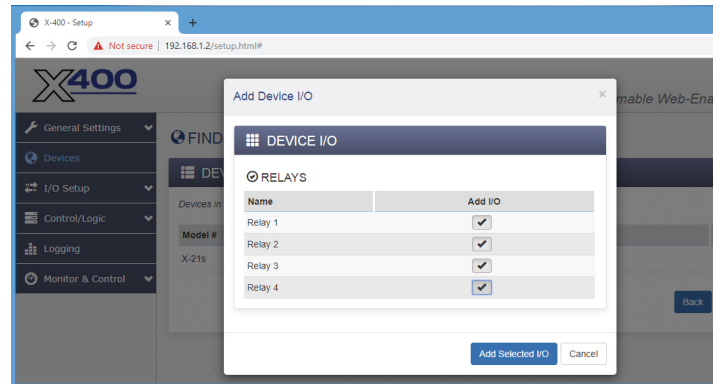 X-400 - Setup
Not secure | 192.168.1.2/setup.html#
X400
Add Device I/O
mable Web-Ena
General Settings
FIND
DEVICE I/O
Devices
DEV
RELAYS
I/O Setup
Devices in
Name Add I/O
Control/Logic
Relay 1
Model #
Relay 2
Logging
X-21s
Relay 3
Monitor & Control
Relay 4
Back
Add Selected I/O Cancel